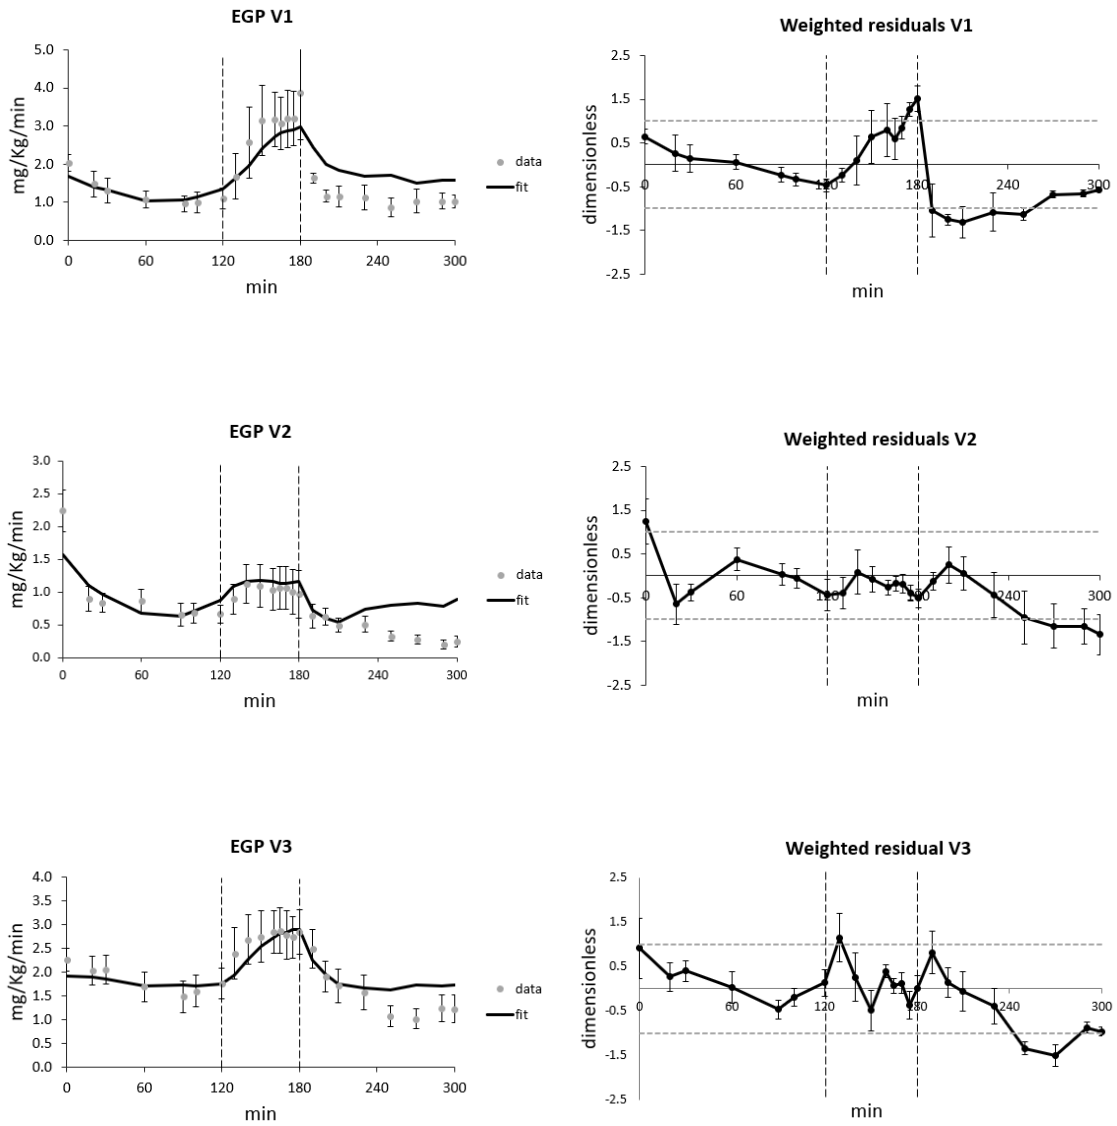 EGP V1
5.0
4.0
3.0
2.0
1.0
0.0
mg/Kg/min
0 60 120 180 240 300
min
data
fit
Weighted residuals V1
2.5
1.5
0.5
-0.5
-1.5
-2.5
dimensionless
0 60 120 180 240 300
min
EGP V2
3.0
2.5
2.0
1.5
1.0
0.5
0.0
mg/Kg/min
0 60 120 180 240 300
min
data
fit
Weighted residuals V2
2.5
1.5
0.5
-0.5
-1.5
-2.5
dimensionless
0 60 120 180 240 300
min
EGP V3
4.0
3.5
3.0
2.5
2.0
1.5
1.0
0.5
0.0
mg/Kg/min
0 60 120 180 240 300
min
data
fit
Weighted residual V3
2.5
1.5
0.5
-0.5
-1.5
-2.5
dimensionless
0 60 120 180 240 300
min